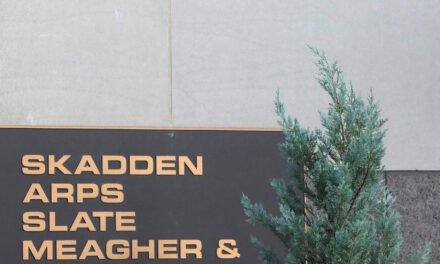 SKADDEN
ARPS
SLATE
MEAGHER &